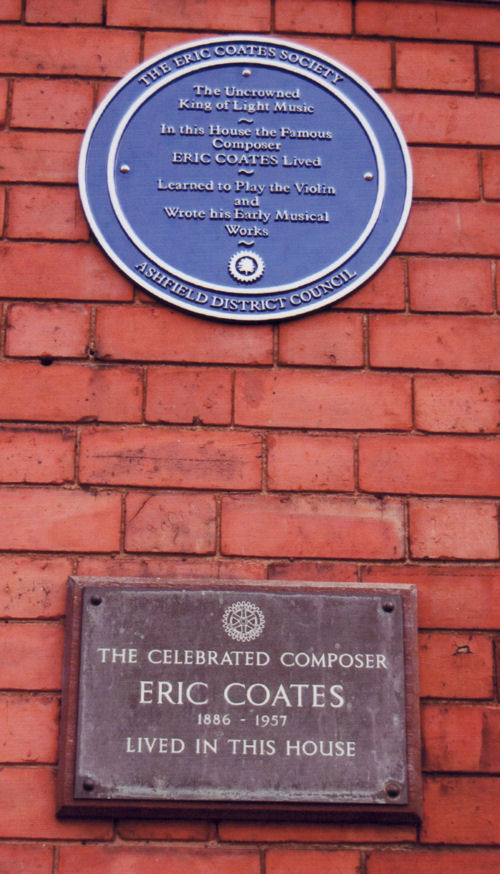 THE ERIC COATES SOCIETY
The Uncrowned
King of Light Music
~
In this House the Famous
Composer
ERIC COATES Lived
~
Learned to Play the Violin
and
Wrote his Early Musical
Works
~
ASHFIELD DISTRICT COUNCIL
THE CELEBRATED COMPOSER
ERIC COATES
1886 - 1957
LIVED IN THIS HOUSE